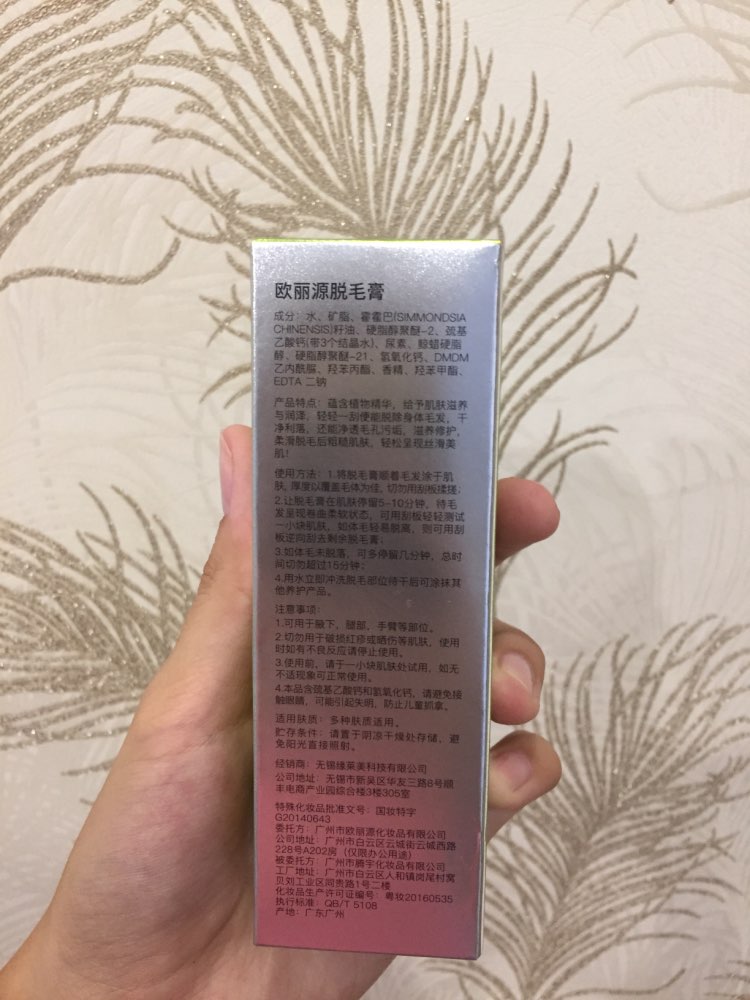 欧丽源脱毛膏
成分：水、矿脂、霍霍巴(SIMMONDSIA
CHINENSIS)籽油、硬脂醇聚醚-2、巯基
乙酸钙(带3个结晶水)、尿素、鲸蜡硬脂
醇、硬脂醇聚醚-21、氢氧化钙、DMDM
乙内酰脲、羟苯丙酯、香精、羟苯甲酯、
EDTA 二钠
产品特点：蕴含植物精华，给予肌肤滋养
与润泽，轻轻一刮便能脱除身体毛发，干
净利落，还能净透毛孔污垢，滋养修护，
柔滑脱毛后粗糙肌肤，轻松呈现丝滑美
肌！
使用方法：1.将脱毛膏顺着毛发涂于肌
肤，厚度以覆盖毛体为佳，切勿用刮板揉搓；
2.让脱毛膏在肌肤停留5-10分钟，待毛
发呈现卷曲柔软状态，可用刮板轻轻测试
一小块肌肤，如体毛轻易脱离，则可用刮
板逆向刮去剩余脱毛膏；
3.如体毛未脱落，可多停留几分钟，总时
间切勿超过15分钟；
4.用水立即冲洗脱毛部位待干后可涂抹其
他养护产品。
注意事项：
1.可用于腋下，腿部，手臂等部位。
2.切勿用于破损红疹或晒伤等肌肤，使用
时如有不良反应请停止使用。
3.使用前，请于一小块肌肤处试用，如无
不适现象可正常使用。
4.本品含巯基乙酸钙和氢氧化钙，请避免接
触眼睛，可能引起失明，防止儿童抓拿。
适用肤质：多种肤质适用。
贮存条件：请置于阴凉干燥处存储，避
免阳光直接照射。
经销商：无锡缘莱美科技有限公司
公司地址：无锡市新吴区华友三路8号顺
丰电商产业园综合楼3楼305室
特殊化妆品批准文号：国妆特字
G20140643
委托方：广州市欧丽源化妆品有限公司
公司地址：广州市白云区云城街云城西路
228号A202房（仅限办公用途）
被委托方：广州市腾宇化妆品有限公司
工厂地址：广州市白云区人和镇岗尾村窝
贝刘工业区同贵路1号二楼
化妆品生产许可证编号：粤妆20160535
执行标准：QB/T 5108
产地：广东广州